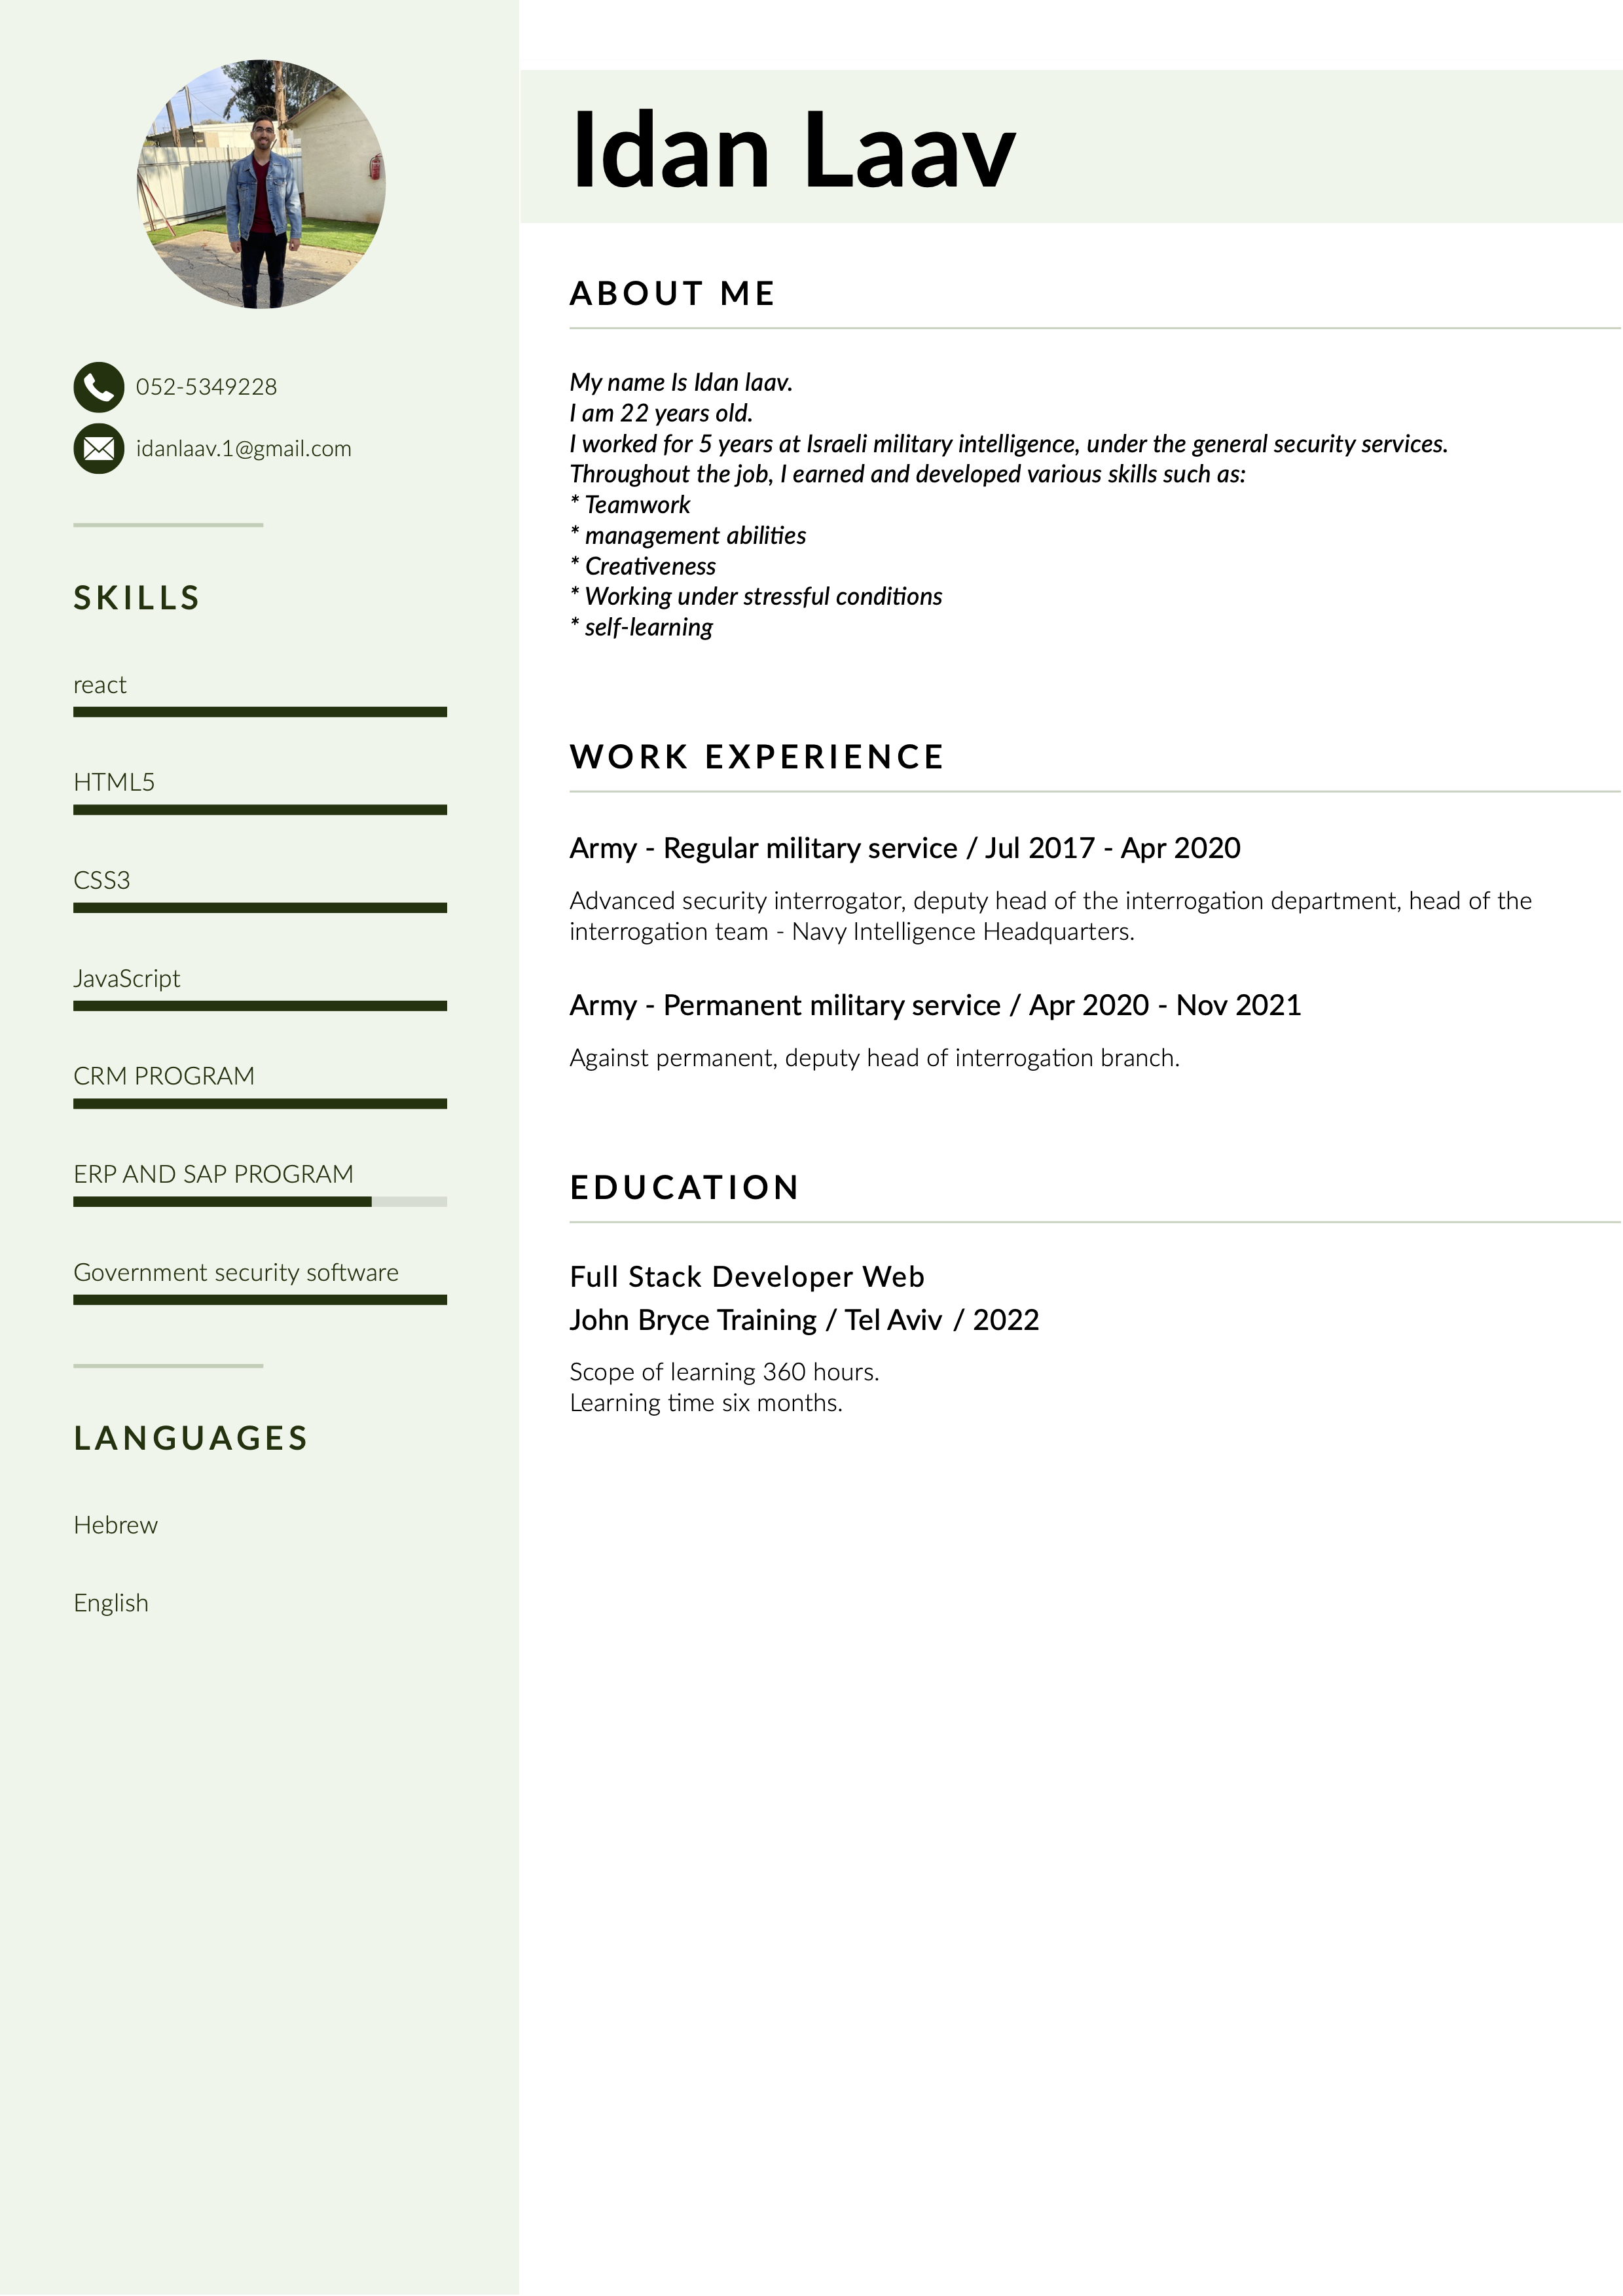 Idan Laav
052-5349228
idanlaav.1@gmail.com
SKILLS
react
HTML5
CSS3
JavaScript
CRM PROGRAM
ERP AND SAP PROGRAM
Government security software
LANGUAGES
Hebrew
English
ABOUT ME
My name Is Idan laav.
I am 22 years old.
I worked for 5 years at Israeli military intelligence, under the general security services.
Throughout the job, I earned and developed various skills such as:
* Teamwork
* management abilities
* Creativeness
* Working under stressful conditions
* self-learning
WORK EXPERIENCE
Army - Regular military service / Jul 2017 - Apr 2020
Advanced security interrogator, deputy head of the interrogation department, head of the
interrogation team - Navy Intelligence Headquarters.
Army - Permanent military service / Apr 2020 - Nov 2021
Against permanent, deputy head of interrogation branch.
EDUCATION
Full Stack Developer Web
John Bryce Training / Tel Aviv / 2022
Scope of learning 360 hours.
Learning time six months.